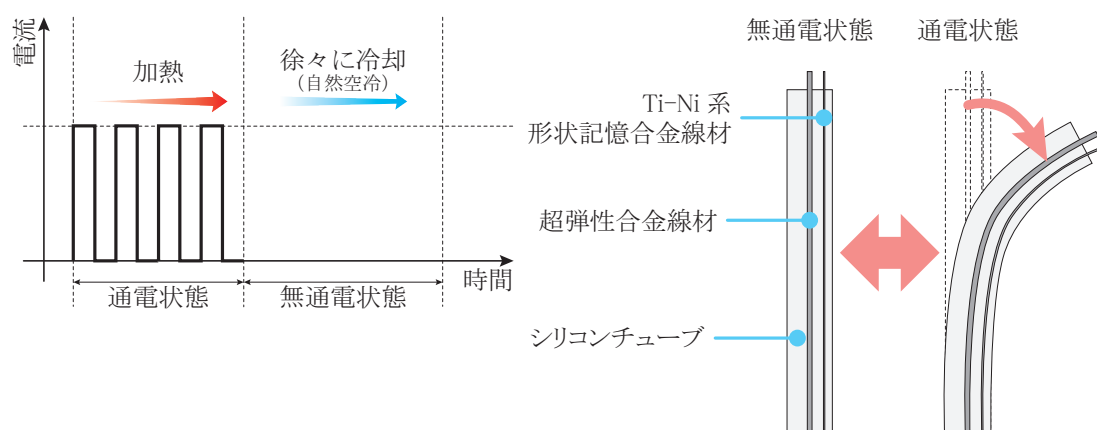 電流
加熱
徐々に冷却
（自然空冷）
時間
通電状態
無通電状態
無通電状態
通電状態
Ti-Ni 系
形状記憶合金線材
超弾性合金線材
シリコンチューブ